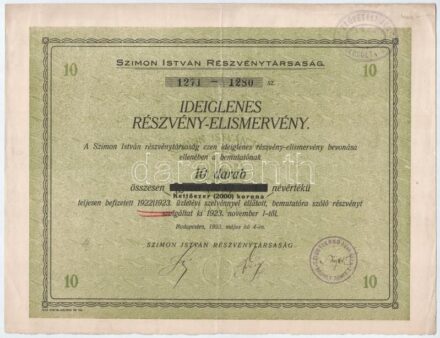 10
SZIMON ISTVÁN RÉSZVÉNYTÁRSASÁG.
10
1271 — 1280 sz.
IDEIGLENES
RÉSZVÉNY-ELISMERVÉNY.
A Szimon István részvénytársaság ezen ideiglenes részvény-elismervény bevonása
ellenében a bemutatónak
10 darab
összesen névértékű
Kettőezer (2000) korona
teljesen befizetett 1922/1923. üzletévi szelvénnyel ellátott, bemutatóra szóló részvényt
szolgáltat ki 1923. november 1-től.
Budapesten, 1923. május hó 4-én.
SZIMON ISTVÁN RÉSZVÉNYTÁRSASÁG
10
10
darabanth